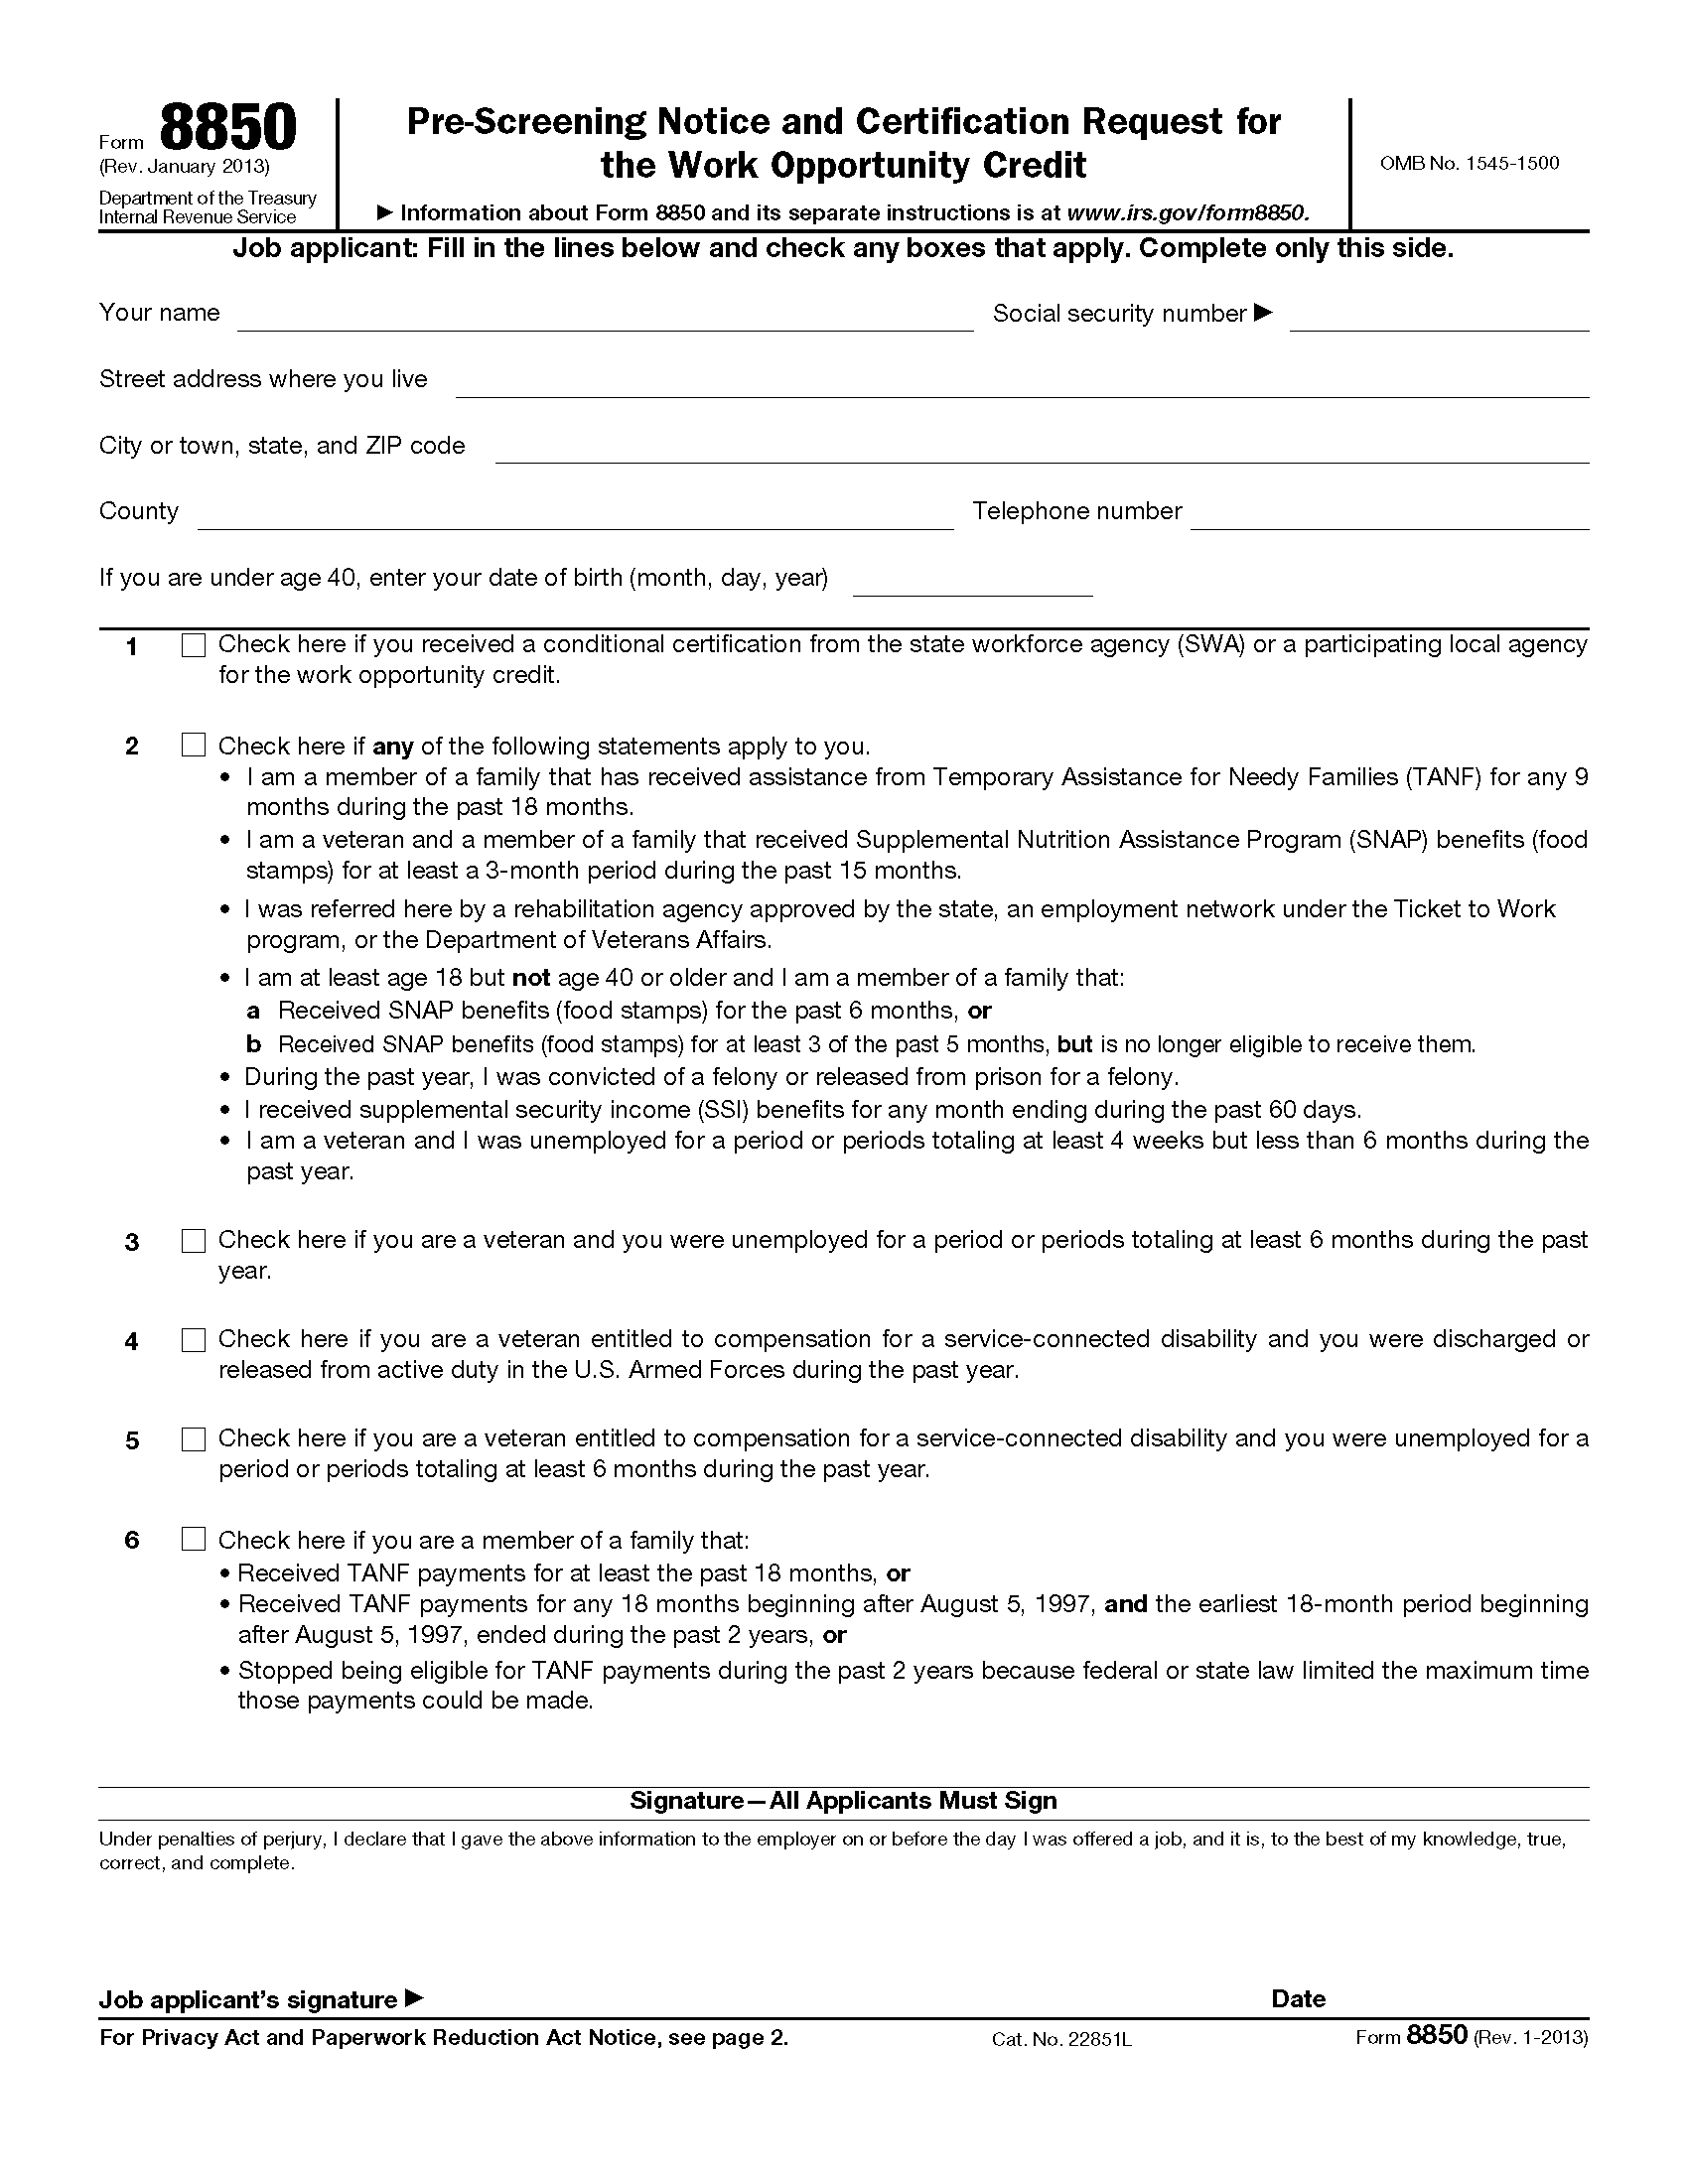 Form 8850
(Rev. January 2013)
Department of the Treasury
Internal Revenue Service
Pre-Screening Notice and Certification Request for
the Work Opportunity Credit
▶ Information about Form 8850 and its separate instructions is at www.irs.gov/form8850.
OMB No. 1545-1500
Job applicant: Fill in the lines below and check any boxes that apply. Complete only this side.
Your name Social security number ▶
Street address where you live
City or town, state, and ZIP code
County Telephone number
If you are under age 40, enter your date of birth (month, day, year)
1 Check here if you received a conditional certification from the state workforce agency (SWA) or a participating local agency
for the work opportunity credit.
2 Check here if any of the following statements apply to you.
• I am a member of a family that has received assistance from Temporary Assistance for Needy Families (TANF) for any 9
months during the past 18 months.
• I am a veteran and a member of a family that received Supplemental Nutrition Assistance Program (SNAP) benefits (food
stamps) for at least a 3-month period during the past 15 months.
• I was referred here by a rehabilitation agency approved by the state, an employment network under the Ticket to Work
program, or the Department of Veterans Affairs.
• I am at least age 18 but not age 40 or older and I am a member of a family that:
a Received SNAP benefits (food stamps) for the past 6 months, or
b Received SNAP benefits (food stamps) for at least 3 of the past 5 months, but is no longer eligible to receive them.
• During the past year, I was convicted of a felony or released from prison for a felony.
• I received supplemental security income (SSI) benefits for any month ending during the past 60 days.
• I am a veteran and I was unemployed for a period or periods totaling at least 4 weeks but less than 6 months during the
past year.
3 Check here if you are a veteran and you were unemployed for a period or periods totaling at least 6 months during the past
year.
4 Check here if you are a veteran entitled to compensation for a service-connected disability and you were discharged or
released from active duty in the U.S. Armed Forces during the past year.
5 Check here if you are a veteran entitled to compensation for a service-connected disability and you were unemployed for a
period or periods totaling at least 6 months during the past year.
6 Check here if you are a member of a family that:
• Received TANF payments for at least the past 18 months, or
• Received TANF payments for any 18 months beginning after August 5, 1997, and the earliest 18-month period beginning
after August 5, 1997, ended during the past 2 years, or
• Stopped being eligible for TANF payments during the past 2 years because federal or state law limited the maximum time
those payments could be made.
Signature—All Applicants Must Sign
Under penalties of perjury, I declare that I gave the above information to the employer on or before the day I was offered a job, and it is, to the best of my knowledge, true,
correct, and complete.
Job applicant's signature ▶ Date
For Privacy Act and Paperwork Reduction Act Notice, see page 2. Cat. No. 22851L Form 8850 (Rev. 1-2013)